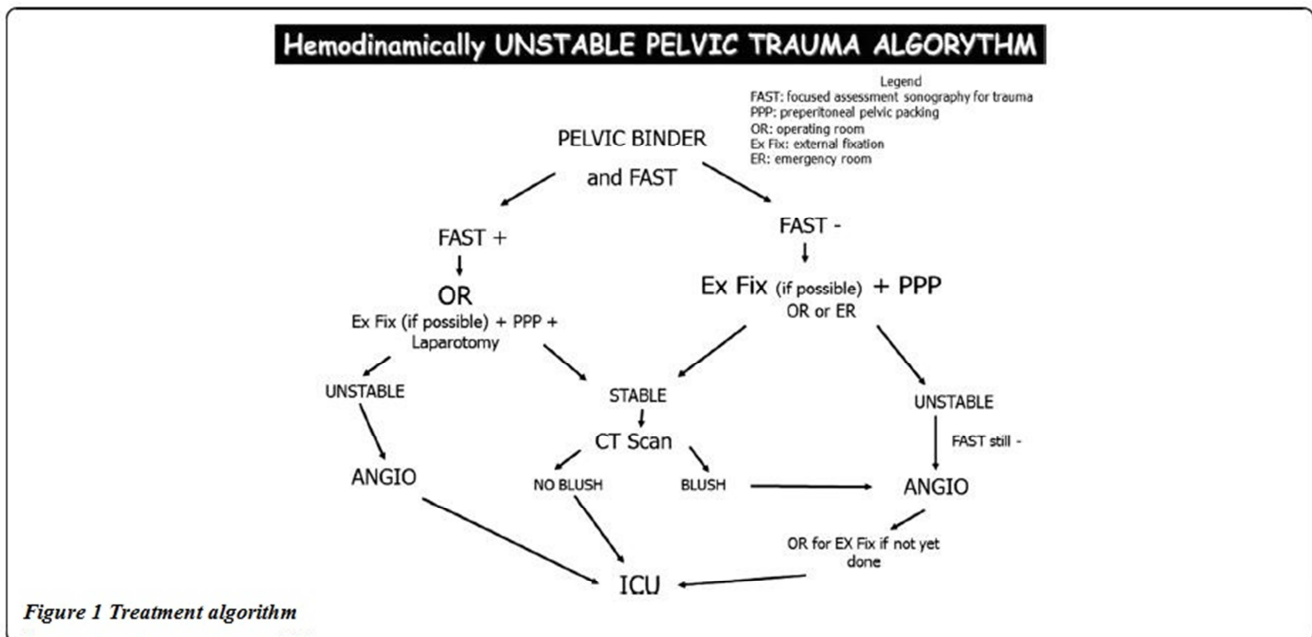 Hemodinamically UNSTABLE PELVIC TRAUMA ALGORYTHM
Legend
FAST: focused assessment sonography for trauma
PPP: preperitoneal pelvic packing
OR: operating room
Ex Fix: external fixation
ER: emergency room
PELVIC BINDER
and FAST
FAST +
FAST -
OR
Ex Fix (if possible) + PPP +
Laparotomy
Ex Fix (if possible) + PPP
OR or ER
UNSTABLE
STABLE
UNSTABLE
CT Scan
FAST still -
ANGIO
NO BLUSH
BLUSH
ANGIO
OR for EX Fix if not yet
done
ICU
Figure 1 Treatment algorithm